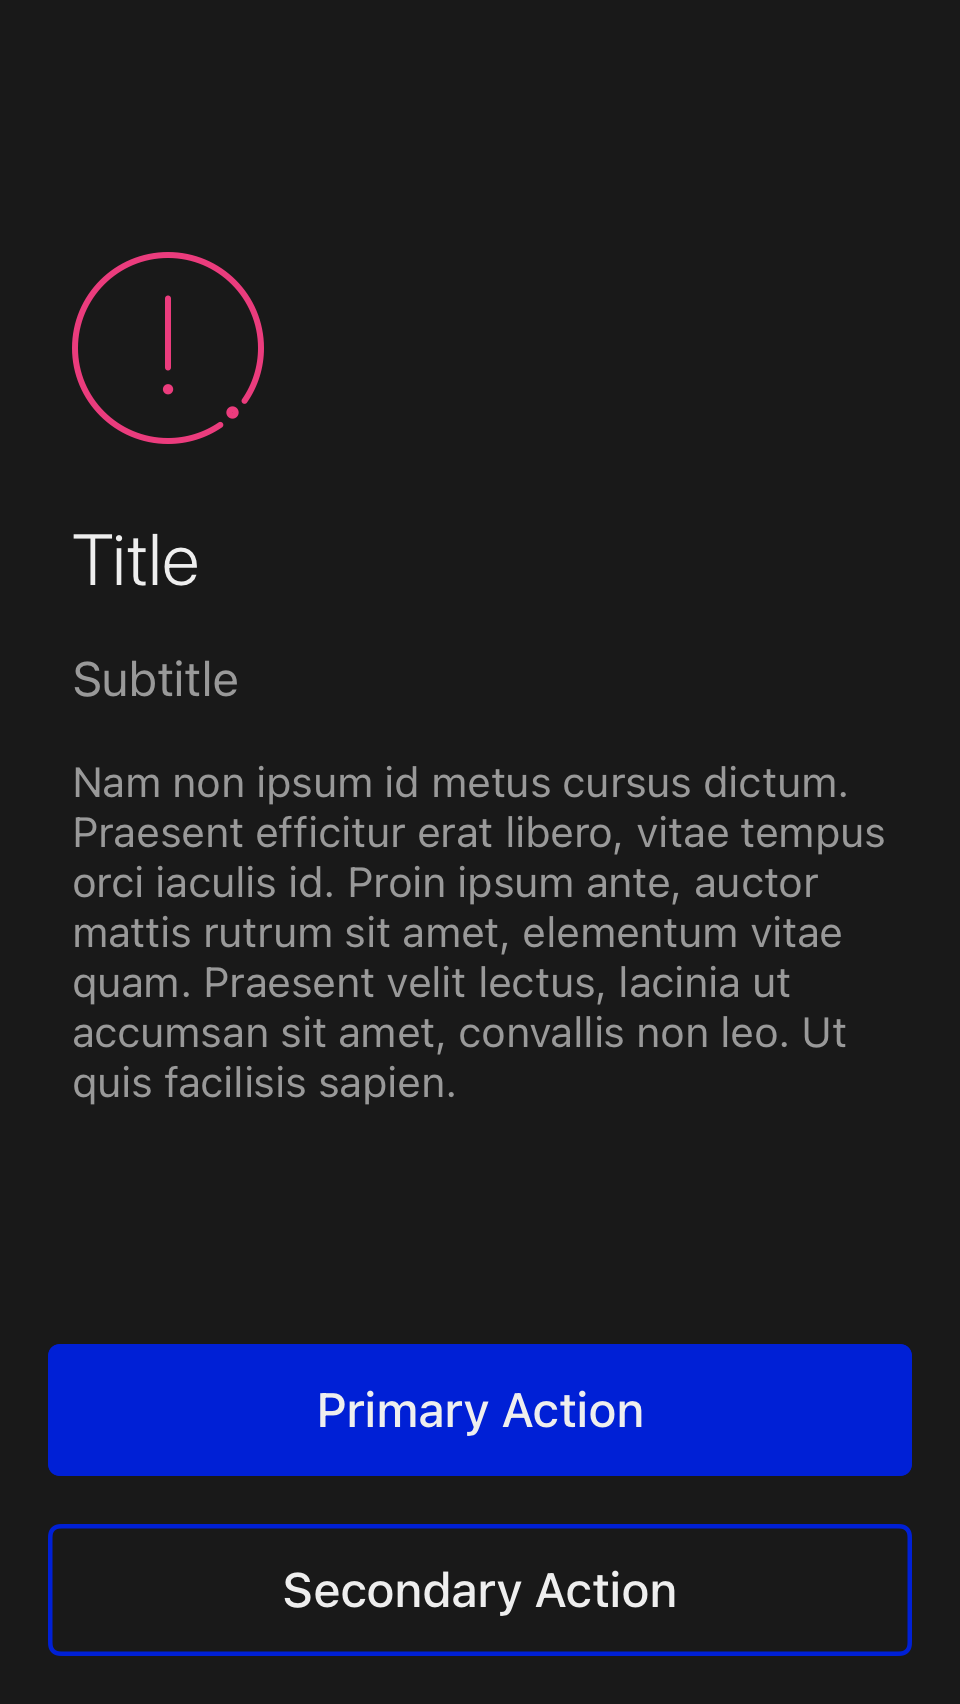 Title
Subtitle
Nam non ipsum id metus cursus dictum.
Praesent efficitur erat libero, vitae tempus
orci iaculis id. Proin ipsum ante, auctor
mattis rutrum sit amet, elementum vitae
quam. Praesent velit lectus, lacinia ut
accumsan sit amet, convallis non leo. Ut
quis facilisis sapien.
Primary Action
Secondary Action